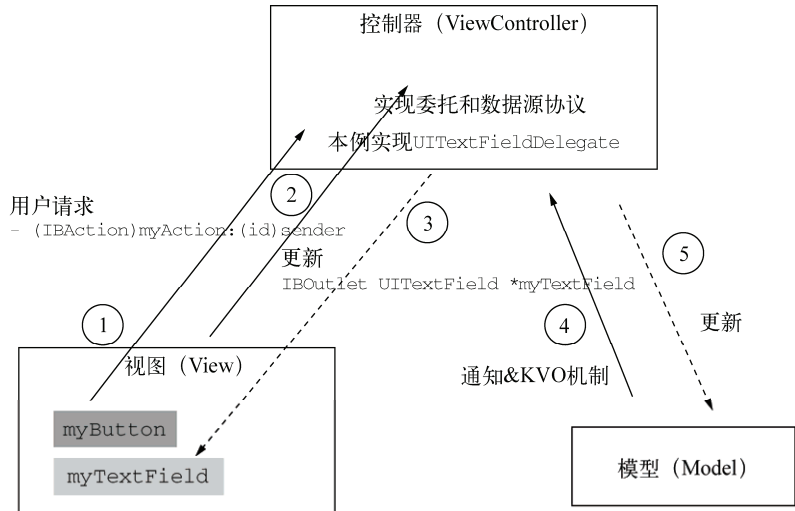 控制器（ViewController）
实现委托和数据源协议
本例实现UITextFieldDelegate
用户请求
- (IBAction)myAction:(id)sender
②
③
更新
IBOutlet UITextField *myTextField
⑤
①
④
更新
视图（View）
通知&KVO机制
myButton
myTextField
模型（Model）